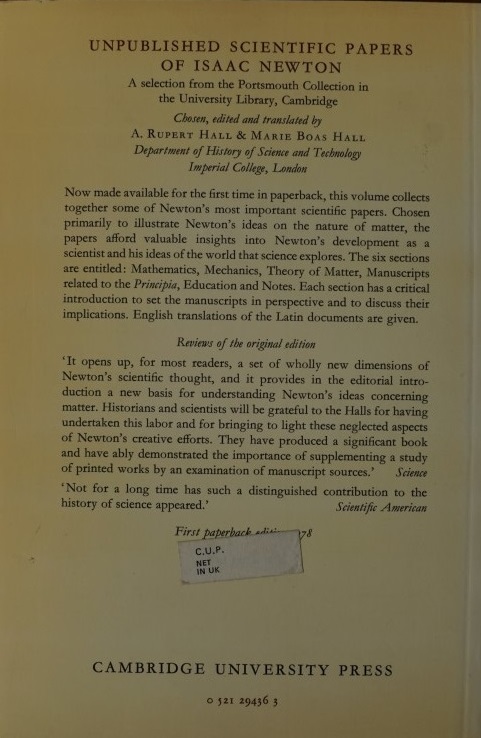 UNPUBLISHED SCIENTIFIC PAPERS
OF ISAAC NEWTON
A selection from the Portsmouth Collection in
the University Library, Cambridge
Chosen, edited and translated by
A. RUPERT HALL & MARIE BOAS HALL
Department of History of Science and Technology
Imperial College, London
Now made available for the first time in paperback, this volume collects
together some of Newton's most important scientific papers. Chosen
primarily to illustrate Newton's ideas on the nature of matter, the
papers afford valuable insights into Newton's development as a
scientist and his ideas of the world that science explores. The six sections
are entitled: Mathematics, Mechanics, Theory of Matter, Manuscripts
related to the Principia, Education and Notes. Each section has a critical
introduction to set the manuscripts in perspective and to discuss their
implications. English translations of the Latin documents are given.
Reviews of the original edition
'It opens up, for most readers, a set of wholly new dimensions of
Newton's scientific thought, and it provides in the editorial intro-
duction a new basis for understanding Newton's ideas concerning
matter. Historians and scientists will be grateful to the Halls for having
undertaken this labor and for bringing to light these neglected aspects
of Newton's creative efforts. They have produced a significant book
and have ably demonstrated the importance of supplementing a study
of printed works by an examination of manuscript sources.' Science
'Not for a long time has such a distinguished contribution to the
history of science appeared.' Scientific American
First paperback 78
C.U.P.
NET
IN UK
CAMBRIDGE UNIVERSITY PRESS
0 521 29436 3